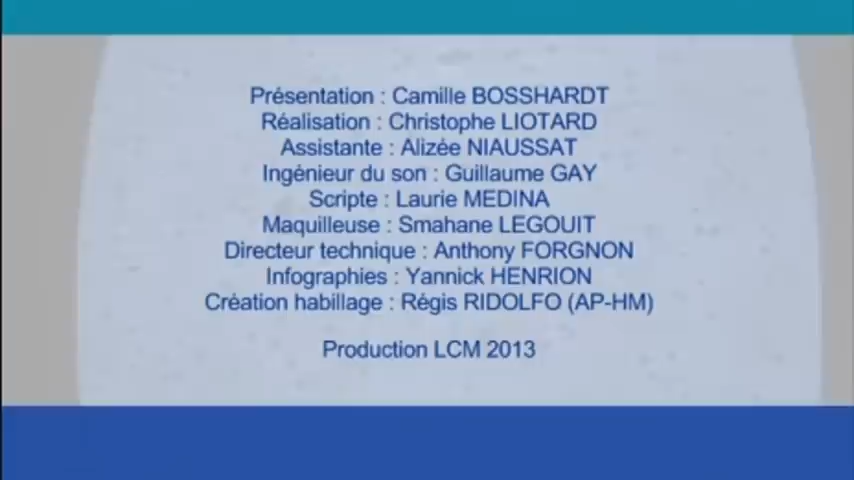 Présentation : Camille BOSSHARDT
Réalisation : Christophe LIOTARD
Assistante : Alizée NIAUSSAT
Ingénieur du son : Guillaume GAY
Scripte : Laurie MEDINA
Maquilleuse : Smahane LEGOUIT
Directeur technique : Anthony FORGNON
Infographies : Yannick HENRION
Création habillage : Régis RIDOLFO (AP-HM)
Production LCM 2013